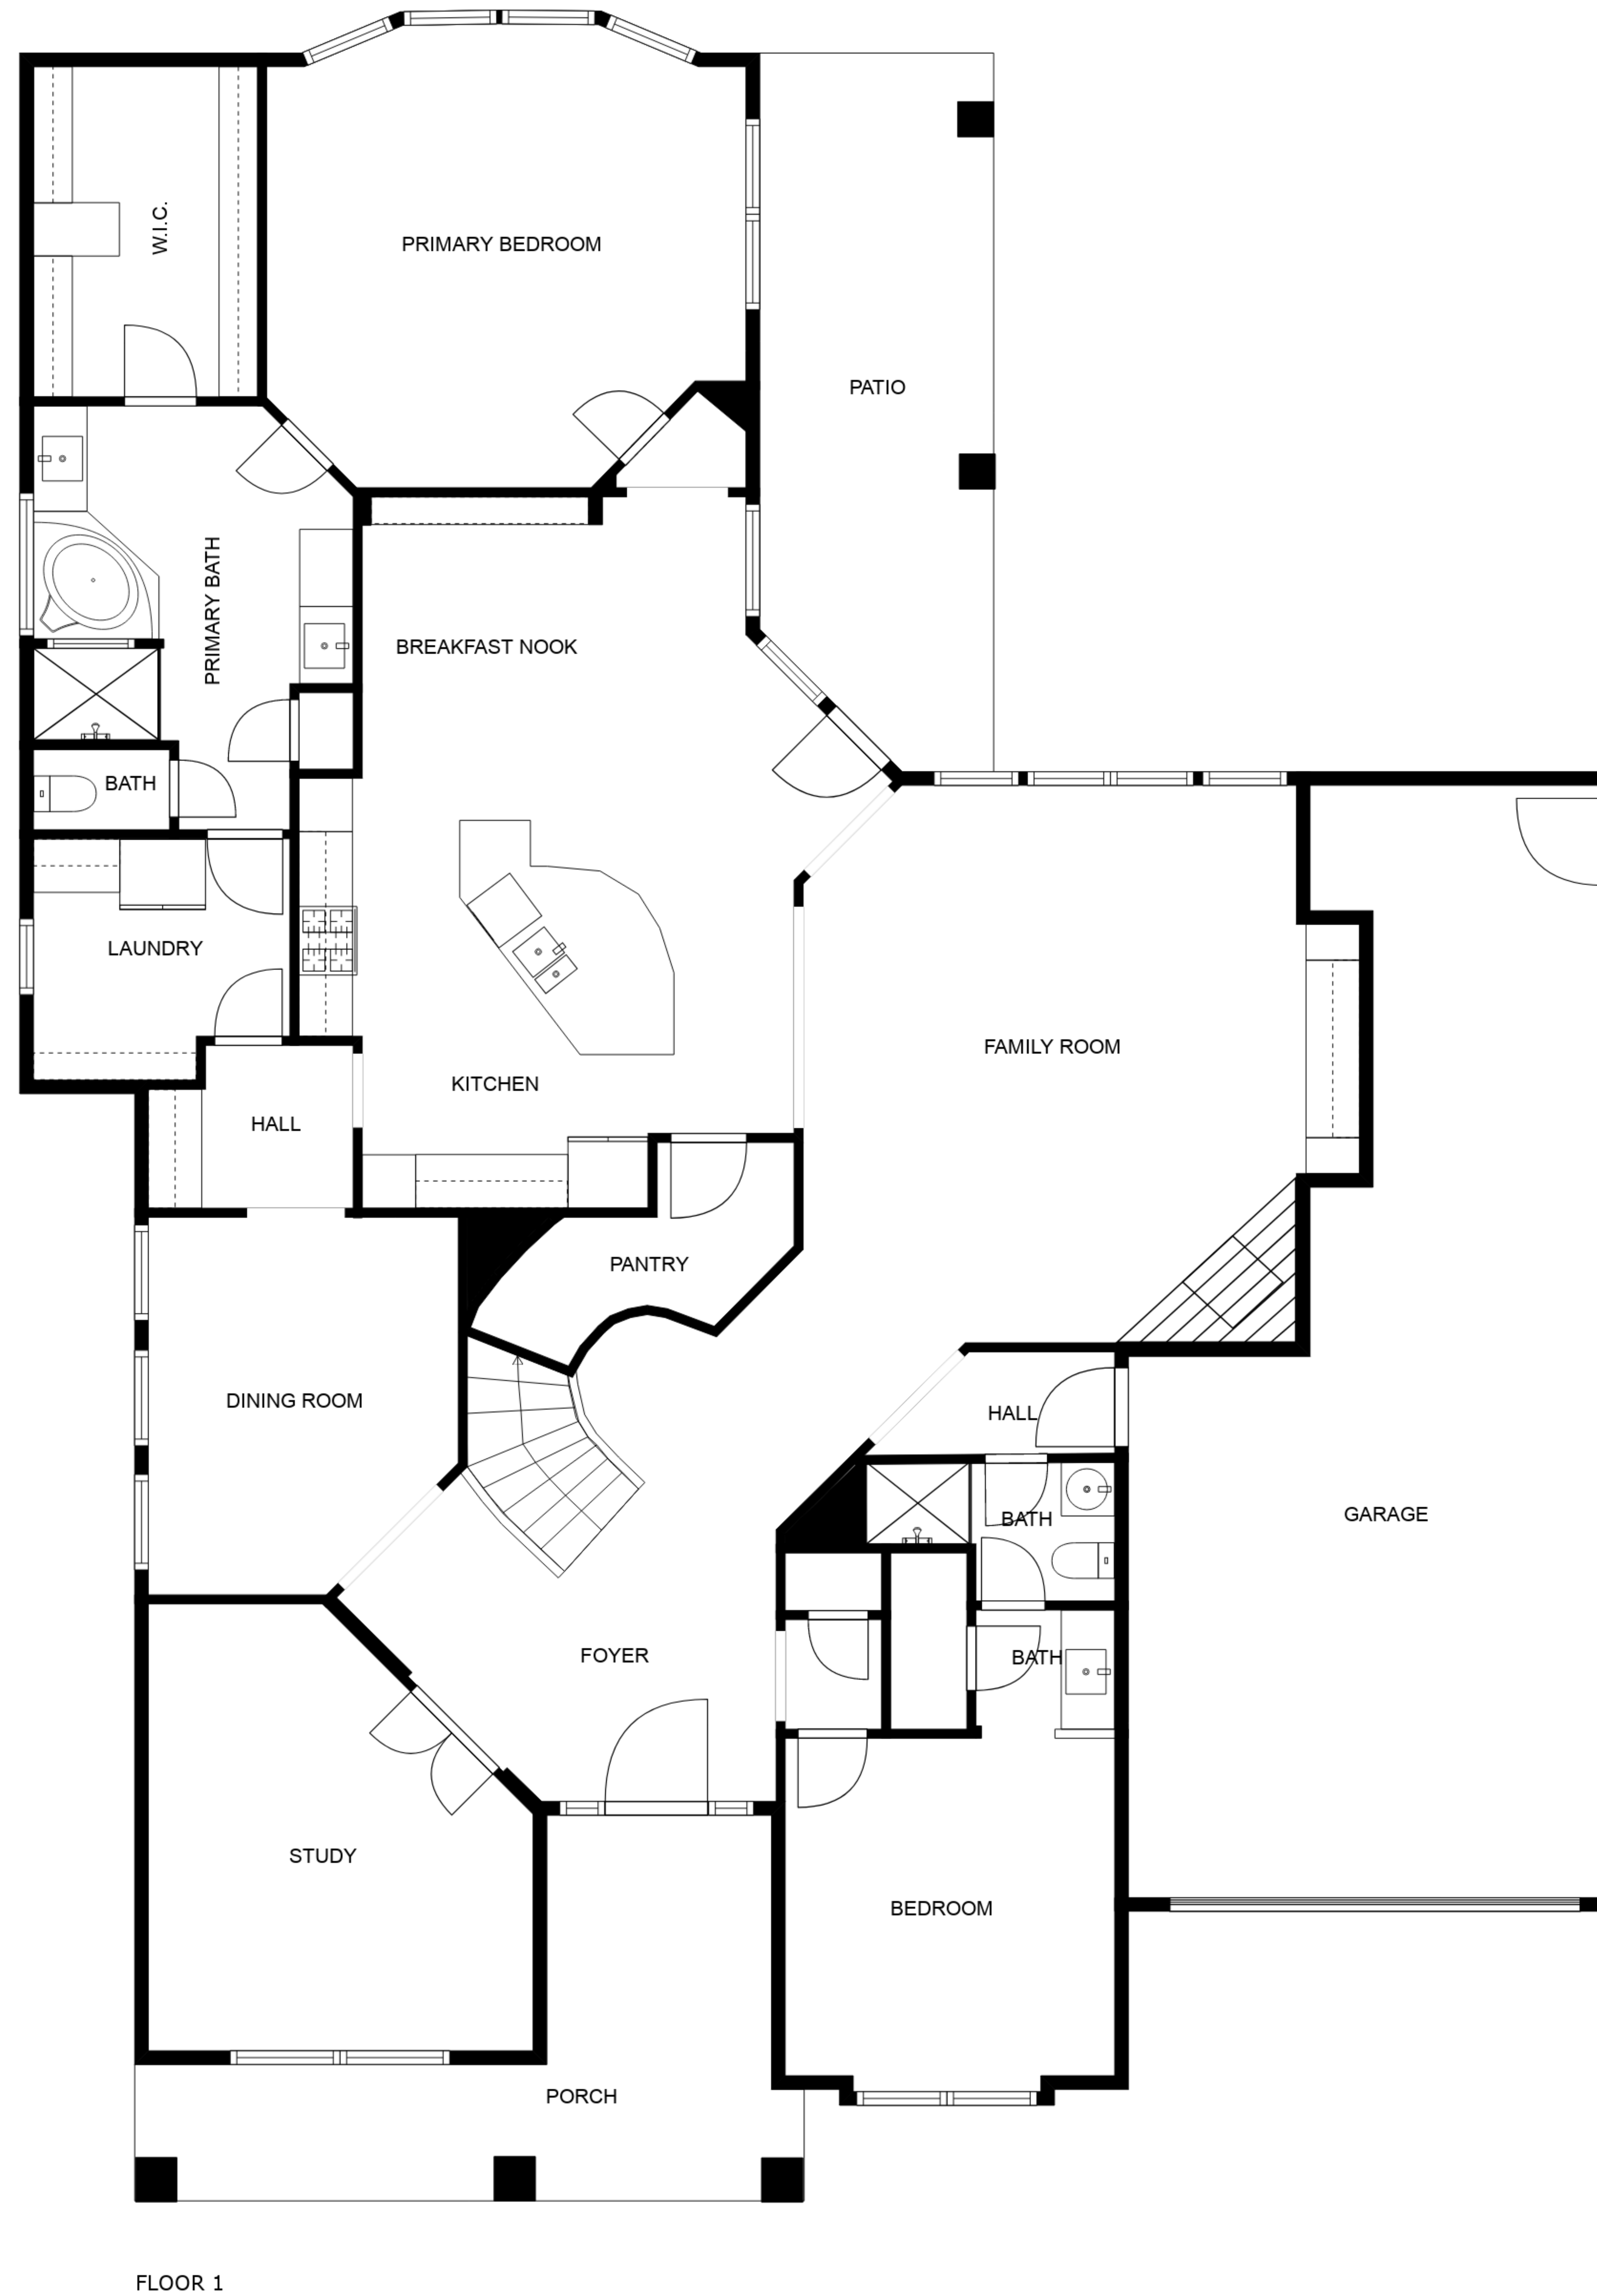 W.I.C.
PRIMARY BEDROOM
PATIO
PRIMARY BATH
BREAKFAST NOOK
BATH
LAUNDRY
FAMILY ROOM
KITCHEN
HALL
PANTRY
DINING ROOM
HALL
BATH
GARAGE
FOYER
BATH
STUDY
BEDROOM
PORCH
FLOOR 1